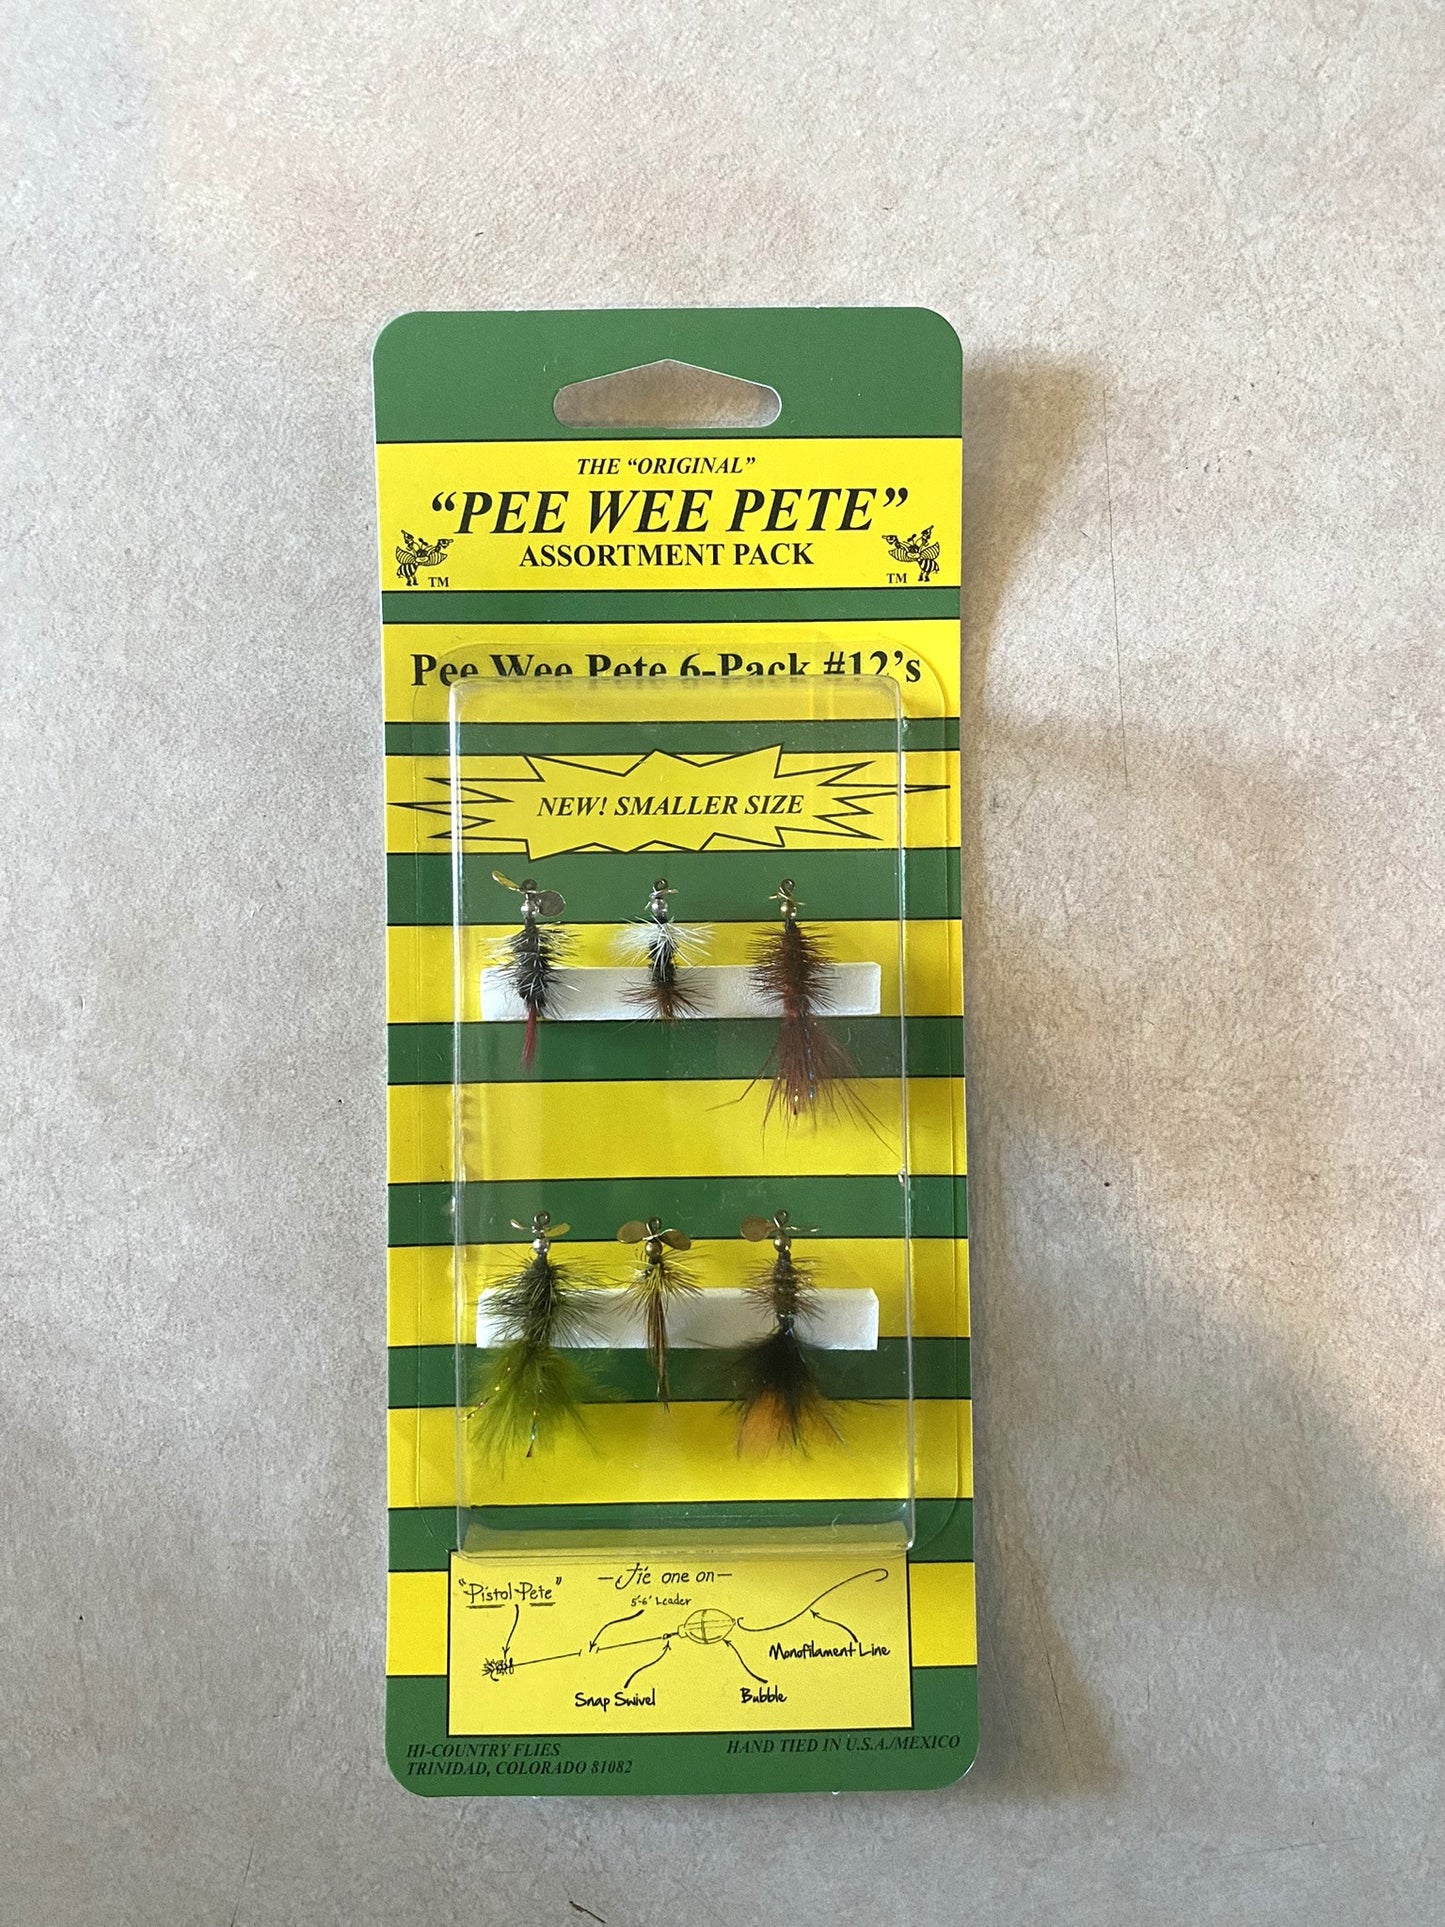 THE "ORIGINAL"
"PEE WEE PETE"
ASSORTMENT PACK
TM
TM
Pee Wee Pete 6-Pack #12's
NEW! SMALLER SIZE
"Pistol Pete"
-Tie one on-
5'-6' Leader
Monofilament Line
Snap Swivel
Bubble
HI-COUNTRY FLIES
TRINIDAD, COLORADO 81082
HAND TIED IN U.S.A./MEXICO